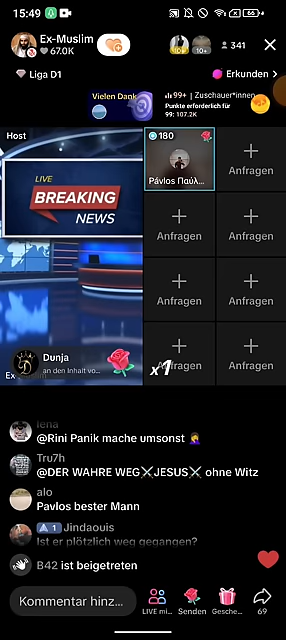 15:49
66
Ex-Muslim
67.0K
10+
341
Liga D1
Erkunden
Vielen Dank
99+ | Zuschauer*innen
Punkte erforderlich für
99: 107.2K
Host
LIVE
BREAKING
NEWS
180
Pávlos Παύλ...
Anfragen
Anfragen
Anfragen
Anfragen
Anfragen
Anfragen
Anfragen
Dunja
an den Inhalt vo...
x1
lena
@Rini Panik mache umsonst
Tru7h
@DER WAHRE WEG⚔JESUS⚔ ohne Witz
alo
Pavlos bester Mann
1 Jindaouis
Ist er plötzlich weg gegangen?
B42 ist beigetreten
Kommentar hinz...
LIVE mi...
Senden
Gesche...
69